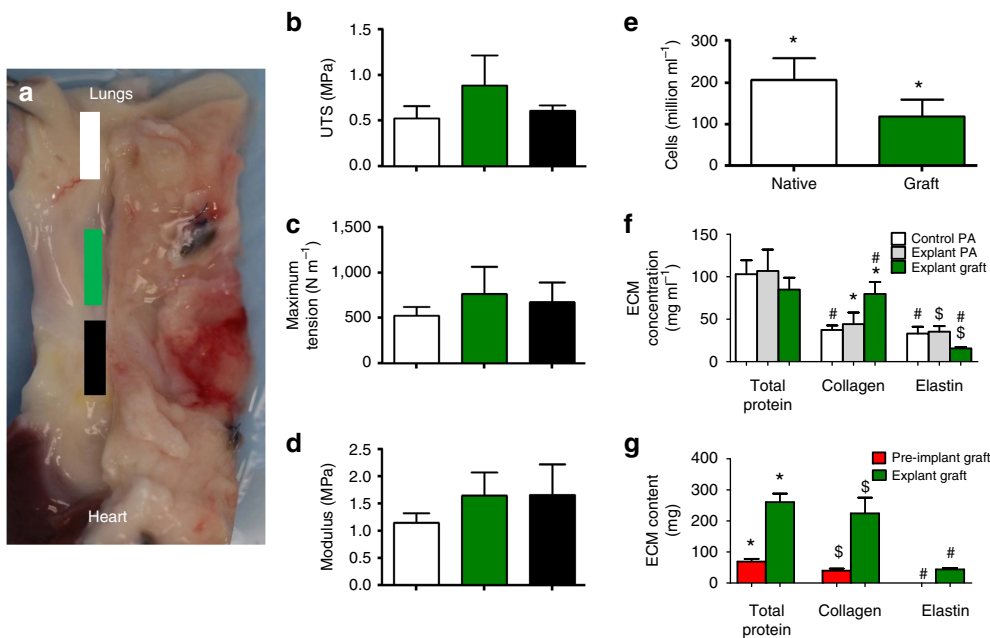 a
Lungs
Heart
b
UTS (MPa)
1.5
1.0
0.5
0.0
c
Maximum
tension (N m⁻¹)
1,500
1,000
500
0
d
Modulus (MPa)
2.5
2.0
1.5
1.0
0.5
0.0
e
Cells (million ml⁻¹)
300
200
100
0
*
*
Native
Graft
f
ECM
concentration
(mg ml⁻¹)
150
100
50
0
Control PA
Explant PA
Explant graft
#
*
#
*
#
$
#
$
Total
protein
Collagen
Elastin
g
ECM content
(mg)
400
300
200
100
0
Pre-implant graft
Explant graft
*
*
$
$
#
#
Total
protein
Collagen
Elastin